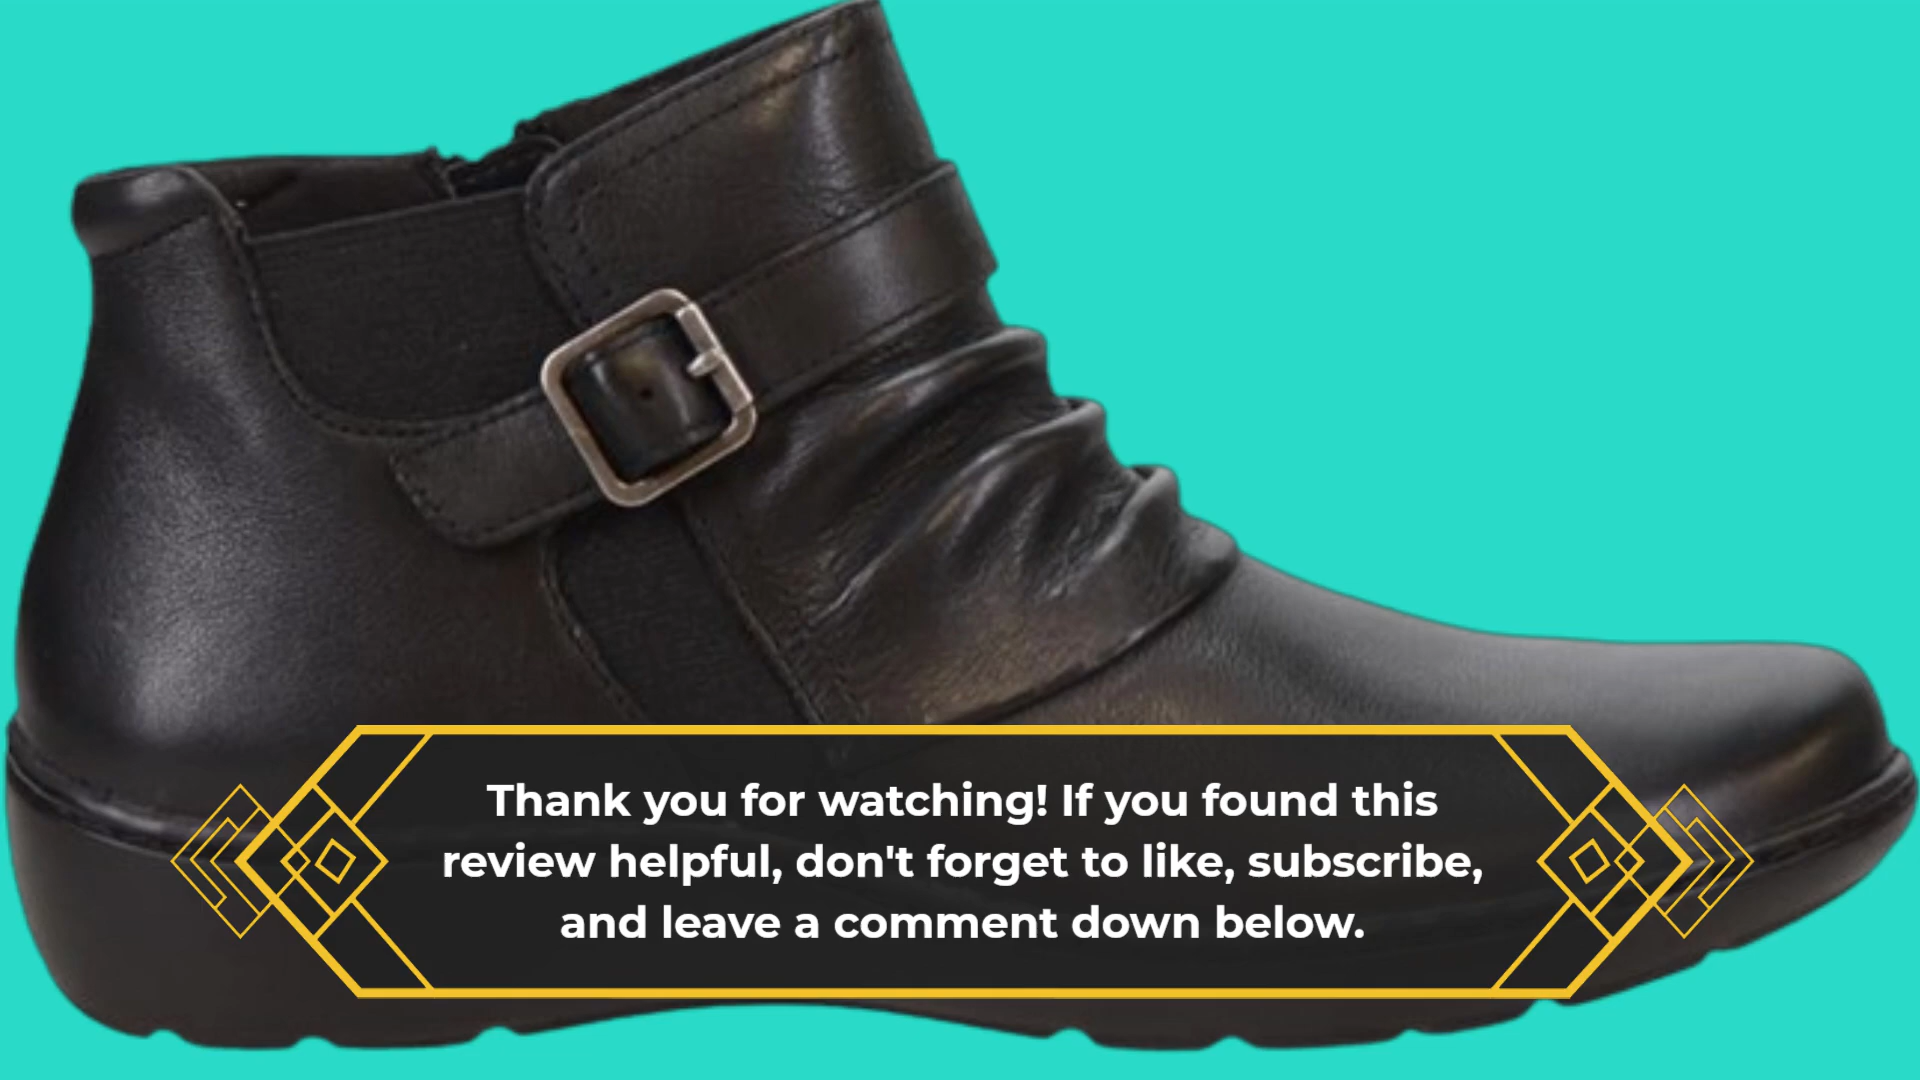 Thank you for watching! If you found this
review helpful, don't forget to like, subscribe,
and leave a comment down below.